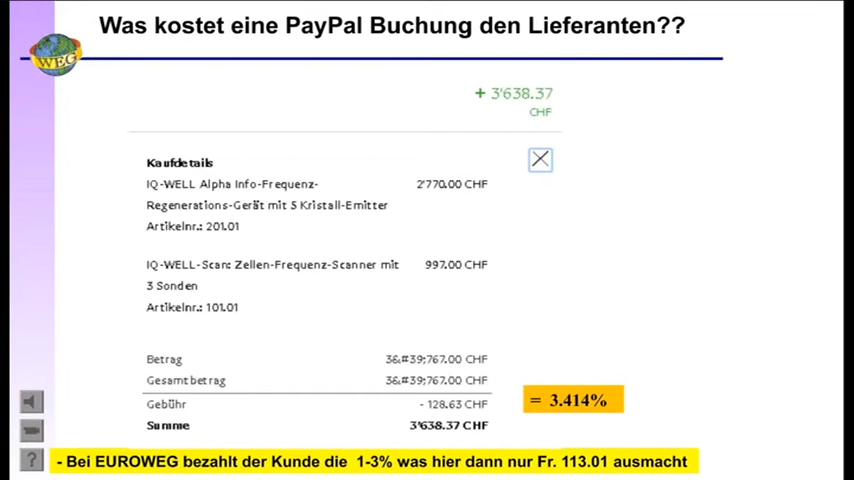 Was kostet eine PayPal Buchung den Lieferanten??
WEG
+ 3'638.37
CHF
Kaufdetails
IQ-WELL Alpha Info-Frequenz- 2'770.00 CHF
Regenerations-Gerät mit 5 Kristall-Emitter
Artikelnr.: 201.01
IQ-WELL-Scan: Zellen-Frequenz-Scanner mit 997.00 CHF
3 Sonden
Artikelnr.: 101.01
Betrag 3&#39;767.00 CHF
Gesamtbetrag 3&#39;767.00 CHF
Gebühr - 128.63 CHF
= 3.414%
Summe 3'638.37 CHF
?
- Bei EUROWEG bezahlt der Kunde die 1-3% was hier dann nur Fr. 113.01 ausmacht